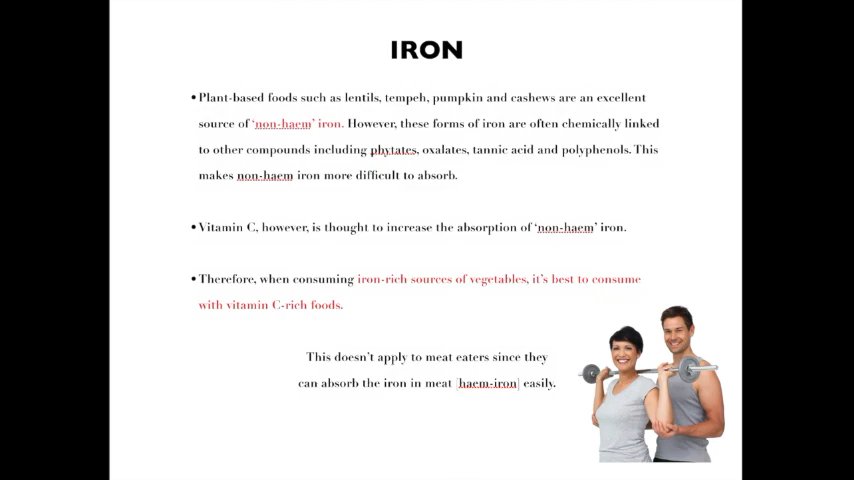 IRON
• Plant-based foods such as lentils, tempeh, pumpkin and cashews are an excellent
source of ‘non-haem’ iron. However, these forms of iron are often chemically linked
to other compounds including phytates, oxalates, tannic acid and polyphenols. This
makes non-haem iron more difficult to absorb.
• Vitamin C, however, is thought to increase the absorption of ‘non-haem’ iron.
• Therefore, when consuming iron-rich sources of vegetables, it’s best to consume
with vitamin C-rich foods.
This doesn’t apply to meat eaters since they
can absorb the iron in meat [haem-iron] easily.